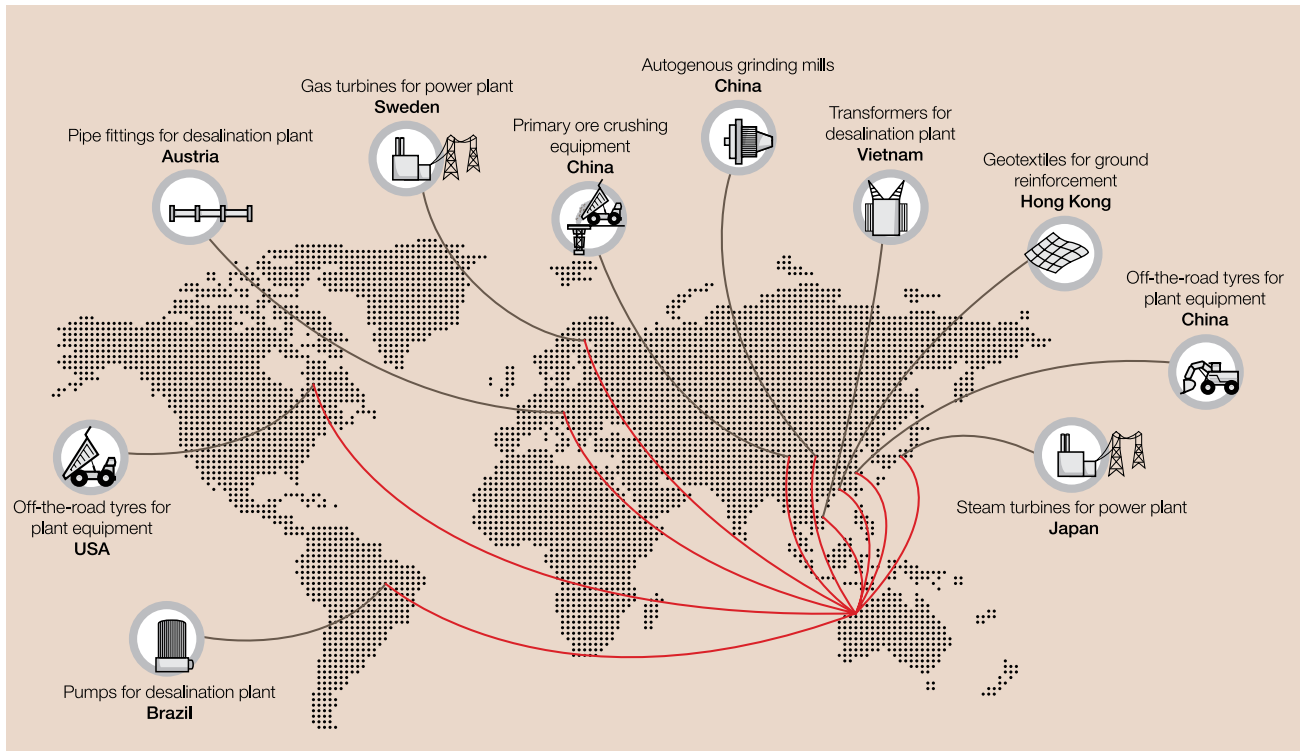 Autogenous grinding mills
China
Gas turbines for power plant
Sweden
Transformers for
desalination plant
Vietnam
Pipe fittings for desalination plant
Austria
Primary ore crushing
equipment
China
Geotextiles for ground
reinforcement
Hong Kong
Off-the-road tyres for
plant equipment
China
Off-the-road tyres for
plant equipment
USA
Steam turbines for power plant
Japan
Pumps for desalination plant
Brazil